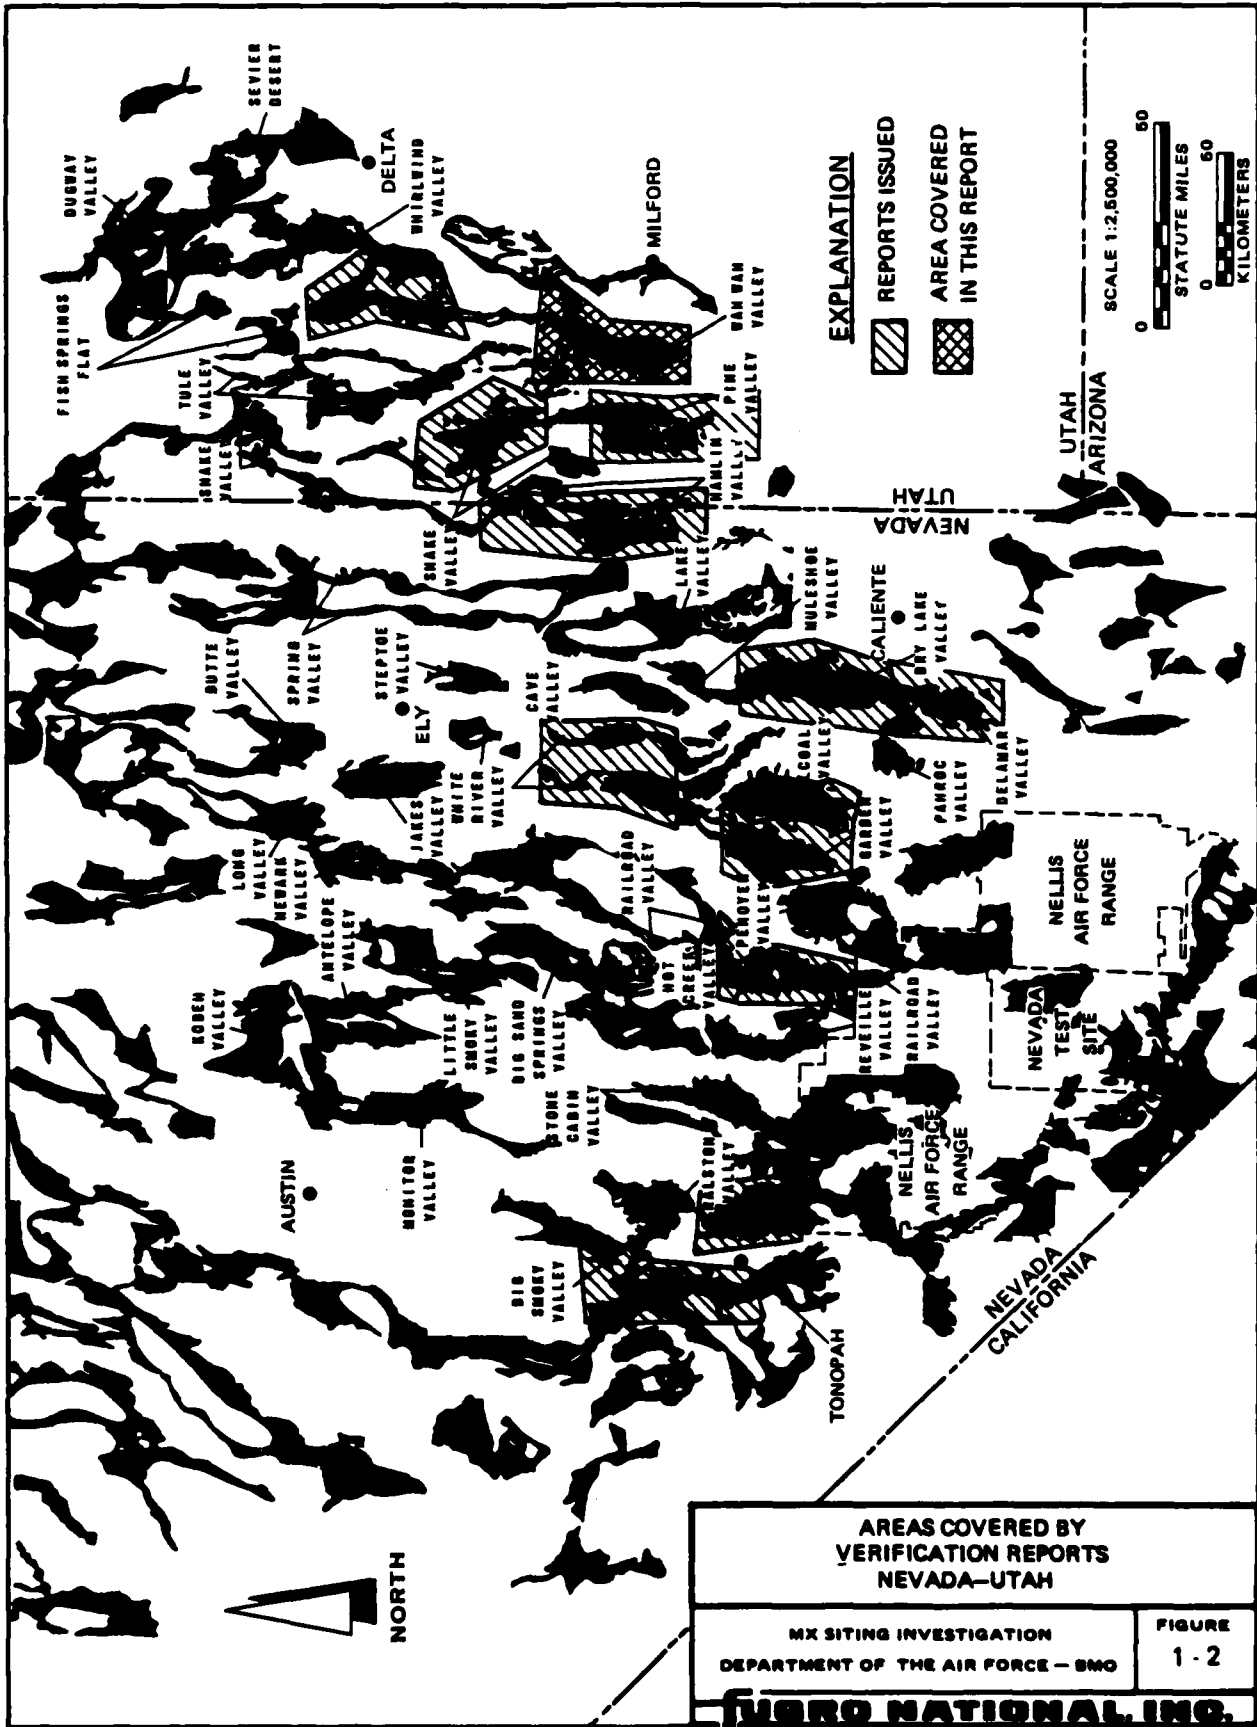 SEVIER
DESERT
DUGWAY
VALLEY
DELTA
WHIRLWIND
VALLEY
FISH SPRINGS
FLAT
TULE
VALLEY
SNAKE
VALLEY
MILFORD
WAH WAH
VALLEY
PINE
VALLEY
HAMLIN
VALLEY
EXPLANATION
REPORTS ISSUED
AREA COVERED
IN THIS REPORT
SCALE 1:2,500,000
0
50
STATUTE MILES
0
50
KILOMETERS
UTAH
ARIZONA
UTAH
NEVADA
SNAKE
VALLEY
LAKE
VALLEY
MULESHOE
VALLEY
CALIENTE
DRY LAKE
VALLEY
BUTTE
VALLEY
SPRING
VALLEY
STEPTOE
VALLEY
ELY
CAVE
VALLEY
WHITE
RIVER
VALLEY
JAKES
VALLEY
COAL
VALLEY
PAHROC
VALLEY
DELAMAR
VALLEY
GARDEN
VALLEY
LONG
VALLEY
NEWARK
VALLEY
ANTELOPE
VALLEY
RAILROAD
VALLEY
PENOYER
VALLEY
HOT
CREEK
VALLEY
NELLIS
AIR FORCE
RANGE
KOBEH
VALLEY
LITTLE
SMOKY
VALLEY
BIG SAND
SPRINGS
VALLEY
REVEILLE
VALLEY
RAILROAD
VALLEY
NEVADA
TEST
SITE
STONE
CABIN
VALLEY
AUSTIN
MONITOR
VALLEY
RALSTON
VALLEY
NELLIS
AIR FORCE
RANGE
BIG
SMOKY
VALLEY
TONOPAH
NEVADA
CALIFORNIA
NORTH
AREAS COVERED BY
VERIFICATION REPORTS
NEVADA–UTAH
MX SITING INVESTIGATION
DEPARTMENT OF THE AIR FORCE – BMO
FIGURE
1 - 2
FUGRO NATIONAL, INC.